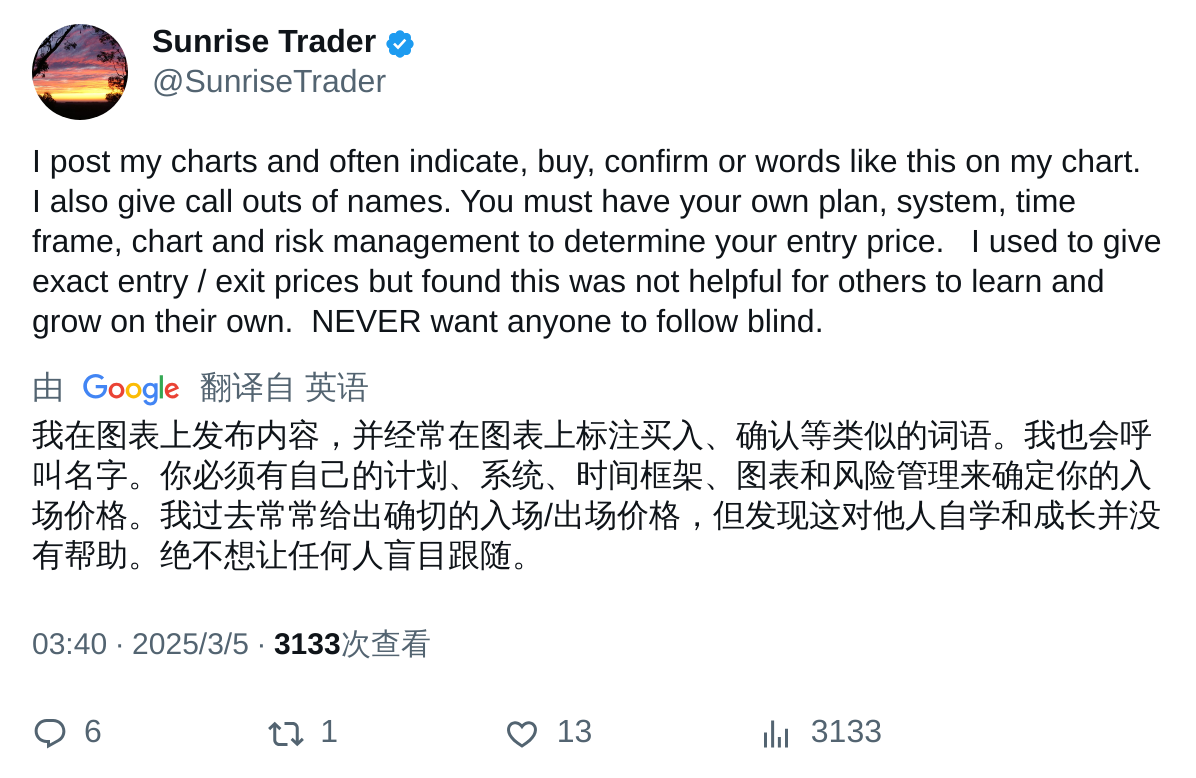 Sunrise Trader
@SunriseTrader
I post my charts and often indicate, buy, confirm or words like this on my chart.
I also give call outs of names. You must have your own plan, system, time
frame, chart and risk management to determine your entry price.   I used to give
exact entry / exit prices but found this was not helpful for others to learn and
grow on their own.  NEVER want anyone to follow blind.
由 Google 翻译自 英语
我在图表上发布内容，并经常在图表上标注买入、确认等类似的词语。我也会呼
叫名字。你必须有自己的计划、系统、时间框架、图表和风险管理来确定你的入
场价格。我过去常常给出确切的入场/出场价格，但发现这对他人自学和成长并没
有帮助。绝不想让任何人盲目跟随。
03:40 · 2025/3/5 · 3133次查看
6 1 13 3133